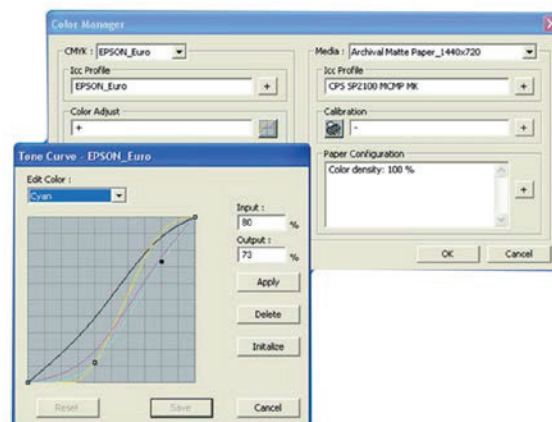 Color Manager
CMYK : EPSON_Euro
Media : Archival Matte Paper_1440x720
Icc Profile
EPSON_Euro
+
Icc Profile
CPS SP2100 MCMP MK
+
Color Adjust
+
Calibration
-
+
Paper Configuration
Color density: 100 %
+
OK
Cancel
Tone Curve - EPSON_Euro
Edit Color :
Cyan
Input :
80 %
Output :
73 %
Apply
Delete
Initalize
Reset
Save
Cancel